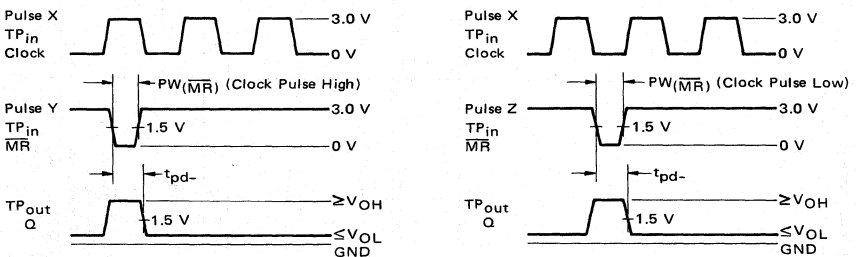 Pulse X
TPin
Clock
3.0 V
0 V
PW(MR) (Clock Pulse High)
Pulse Y
TPin
MR
3.0 V
1.5 V
0 V
tpd-
TPout
Q
≥VOH
1.5 V
≤VOL
GND
Pulse X
TPin
Clock
3.0 V
0 V
PW(MR) (Clock Pulse Low)
Pulse Z
TPin
MR
3.0 V
1.5 V
0 V
tpd-
TPout
Q
≥VOH
1.5 V
≤VOL
GND